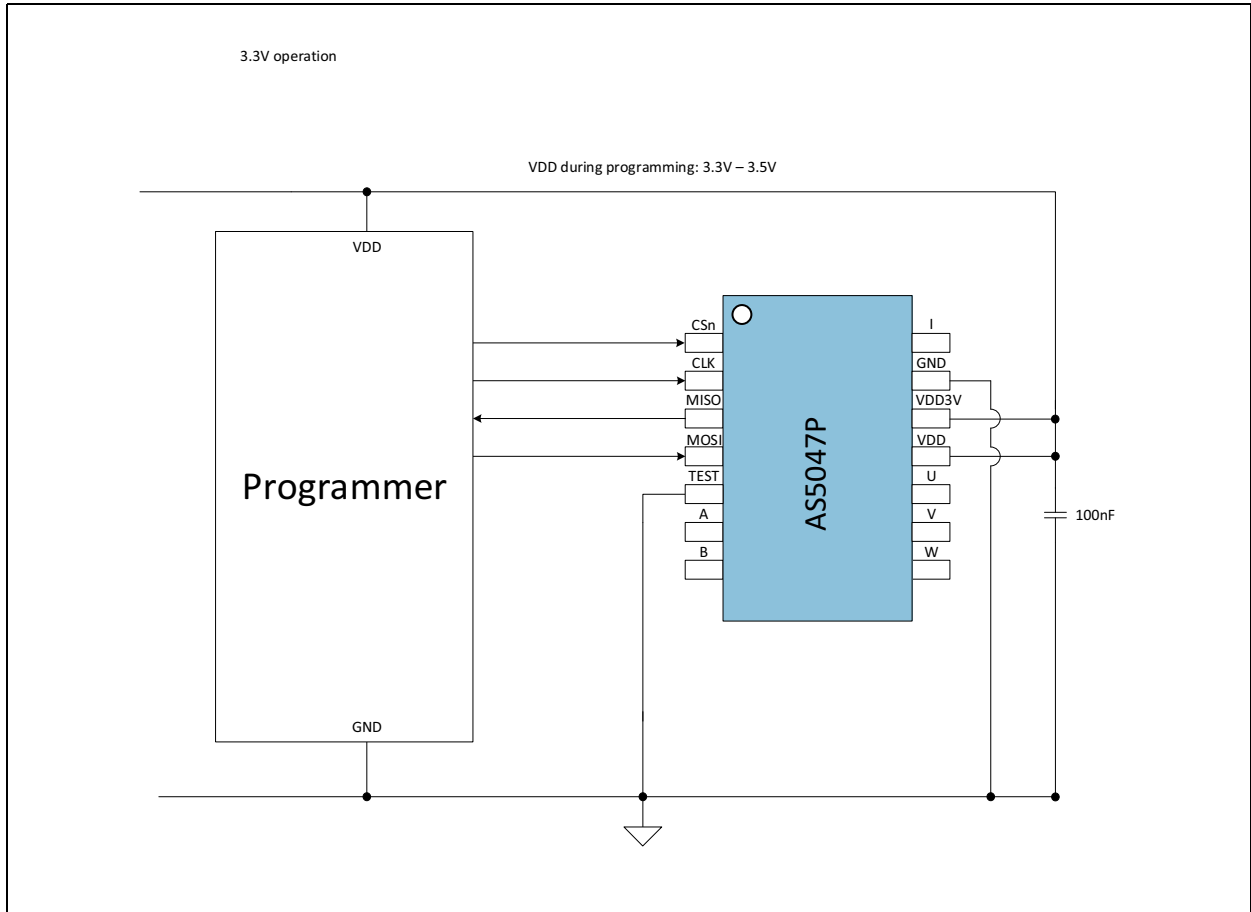 3.3V operation
VDD during programming: 3.3V – 3.5V
VDD
Programmer
GND
CSn
CLK
MISO
MOSI
TEST
A
B
AS5047P
I
GND
VDD3V
VDD
U
V
W
100nF